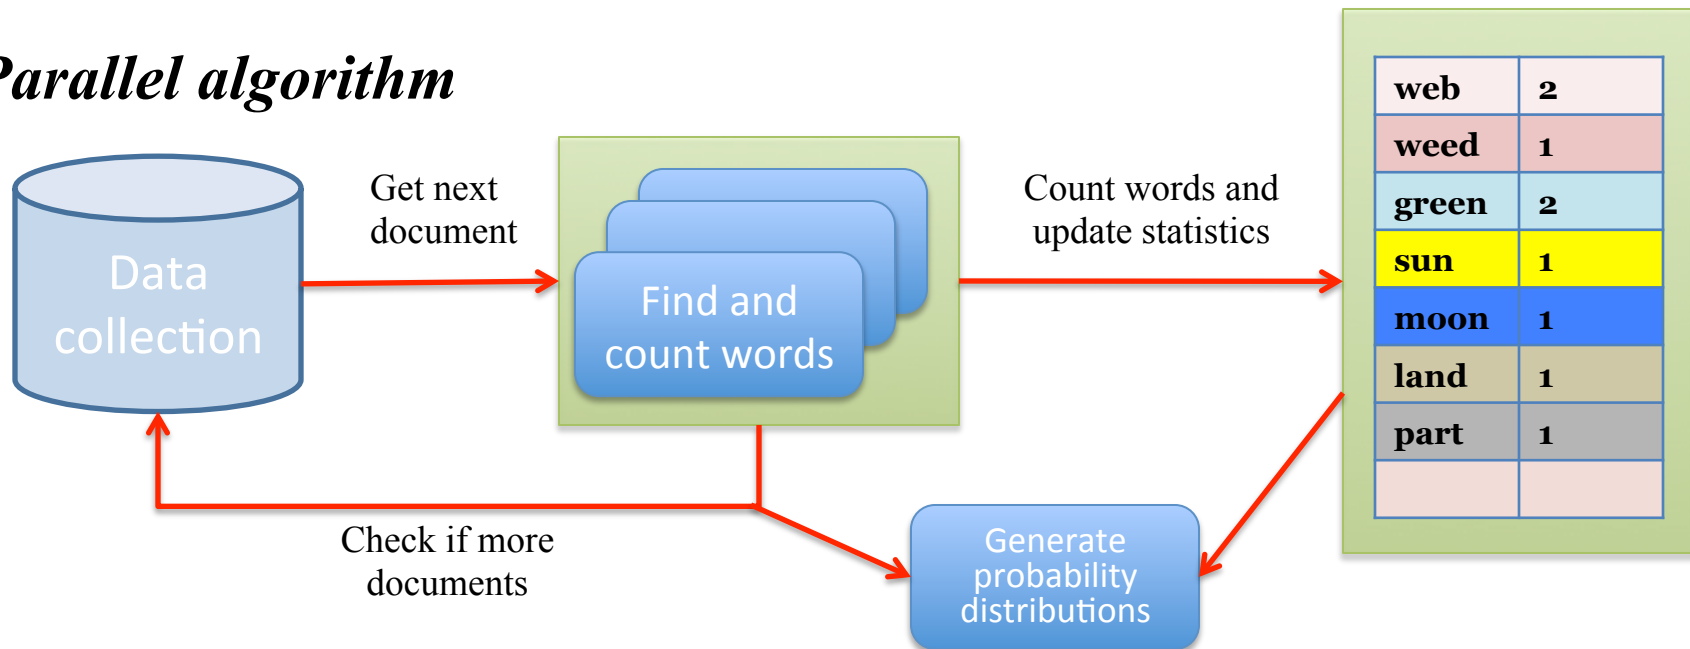 Parallel algorithm
Data
collection
Get next
document
Find and
count words
Count words and
update statistics
web 2
weed 1
green 2
sun 1
moon 1
land 1
part 1
Check if more
documents
Generate
probability
distributions